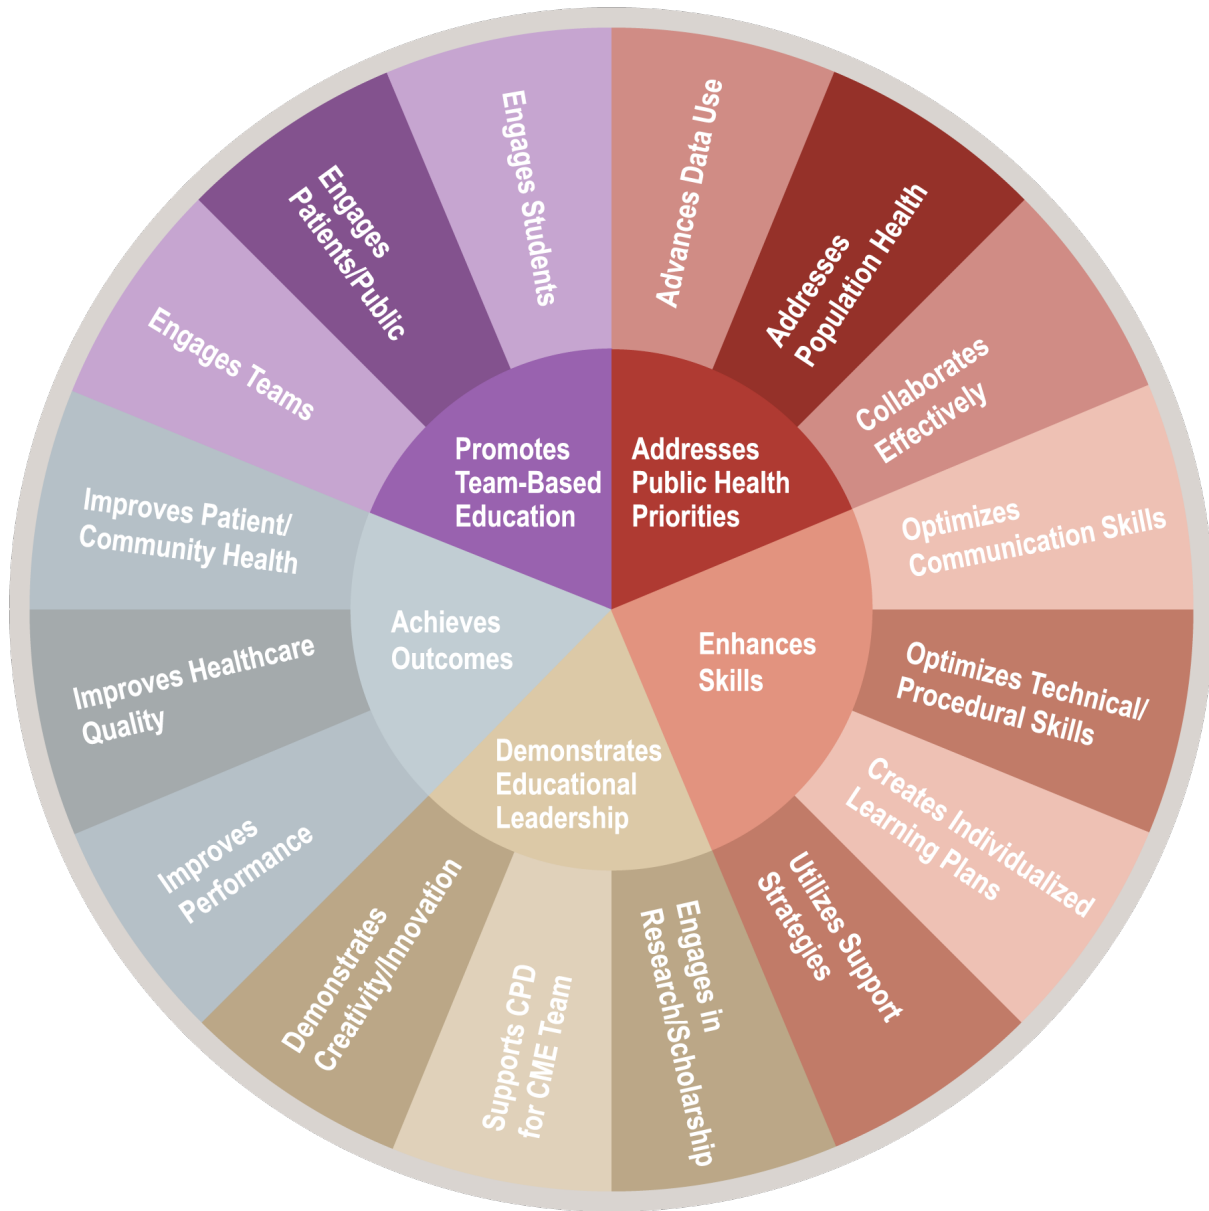 Promotes
Team-Based
Education
Engages Teams
Engages
Patients/Public
Engages Students
Addresses
Public Health
Priorities
Advances Data Use
Addresses
Population Health
Collaborates
Effectively
Enhances
Skills
Optimizes
Communication Skills
Optimizes Technical/
Procedural Skills
Creates Individualized
Learning Plans
Utilizes Support
Strategies
Demonstrates
Educational
Leadership
Engages in
Research/Scholarship
Supports CPD
for CME Team
Demonstrates
Creativity/Innovation
Achieves
Outcomes
Improves
Performance
Improves Healthcare
Quality
Improves Patient/
Community Health